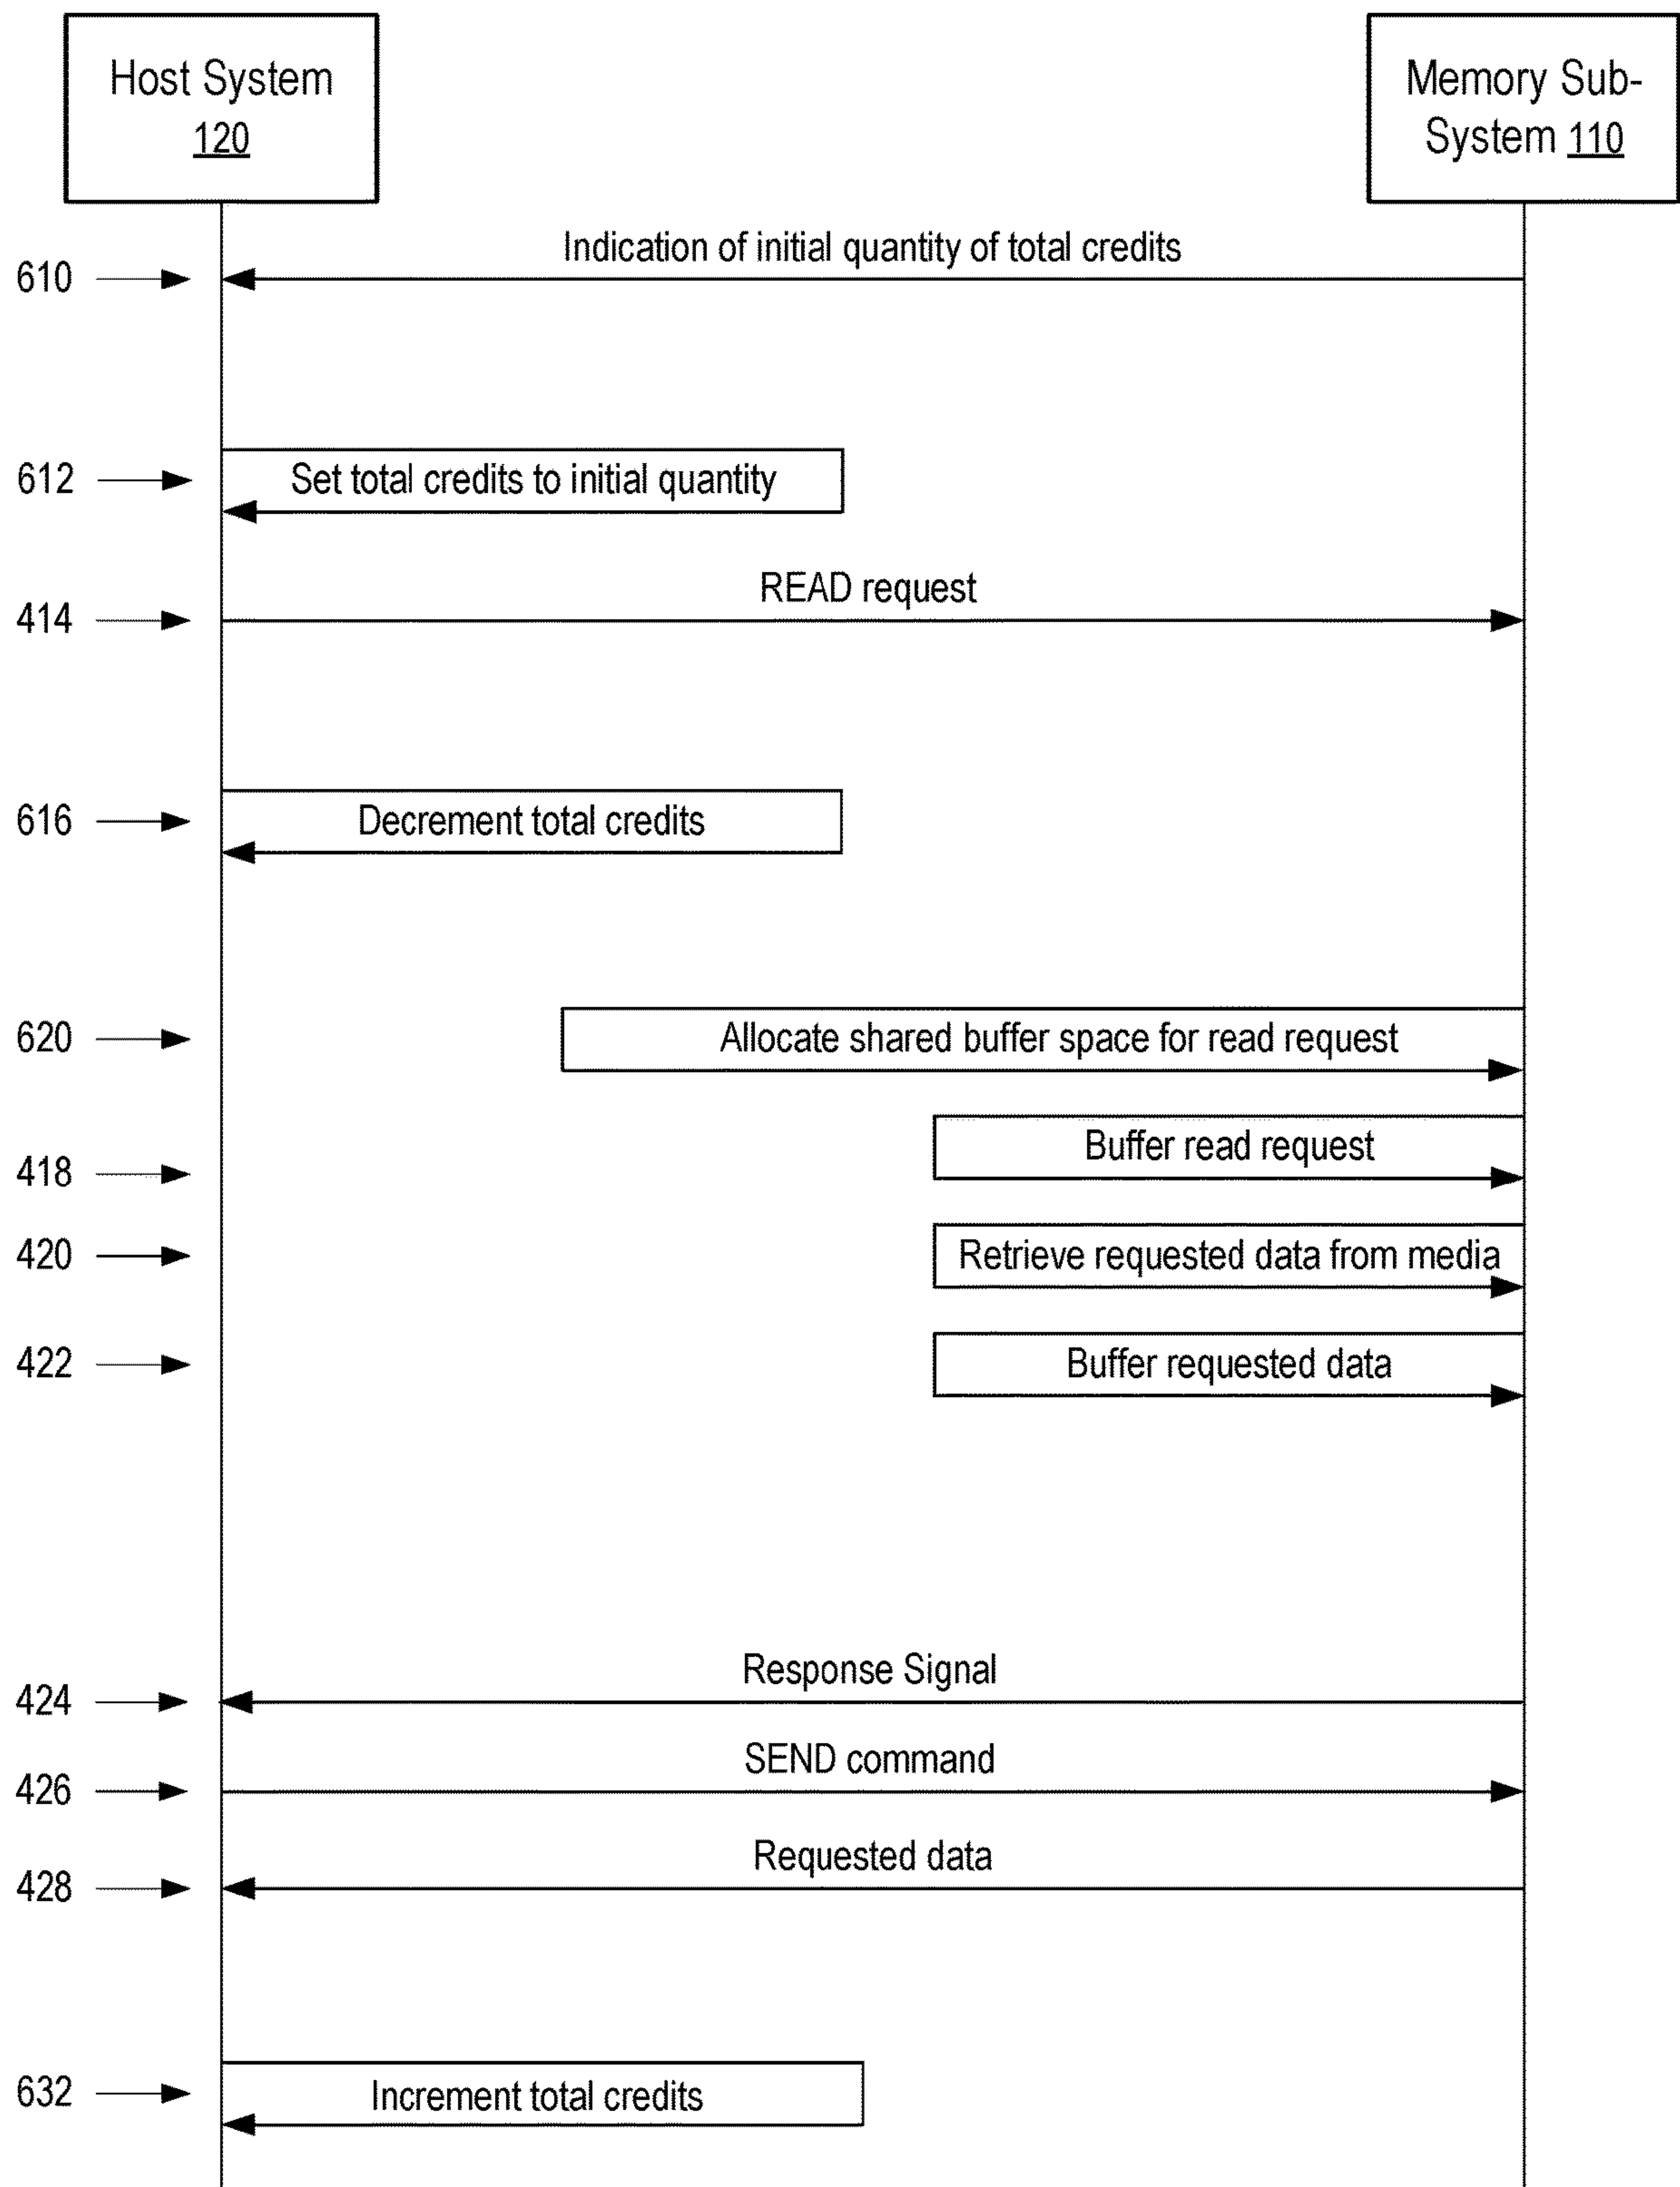 Host System
120
Memory Sub-
System 110
Indication of initial quantity of total credits
610
612
Set total credits to initial quantity
READ request
414
616
Decrement total credits
620
Allocate shared buffer space for read request
Buffer read request
418
420
Retrieve requested data from media
422
Buffer requested data
Response Signal
424
SEND command
426
Requested data
428
632
Increment total credits